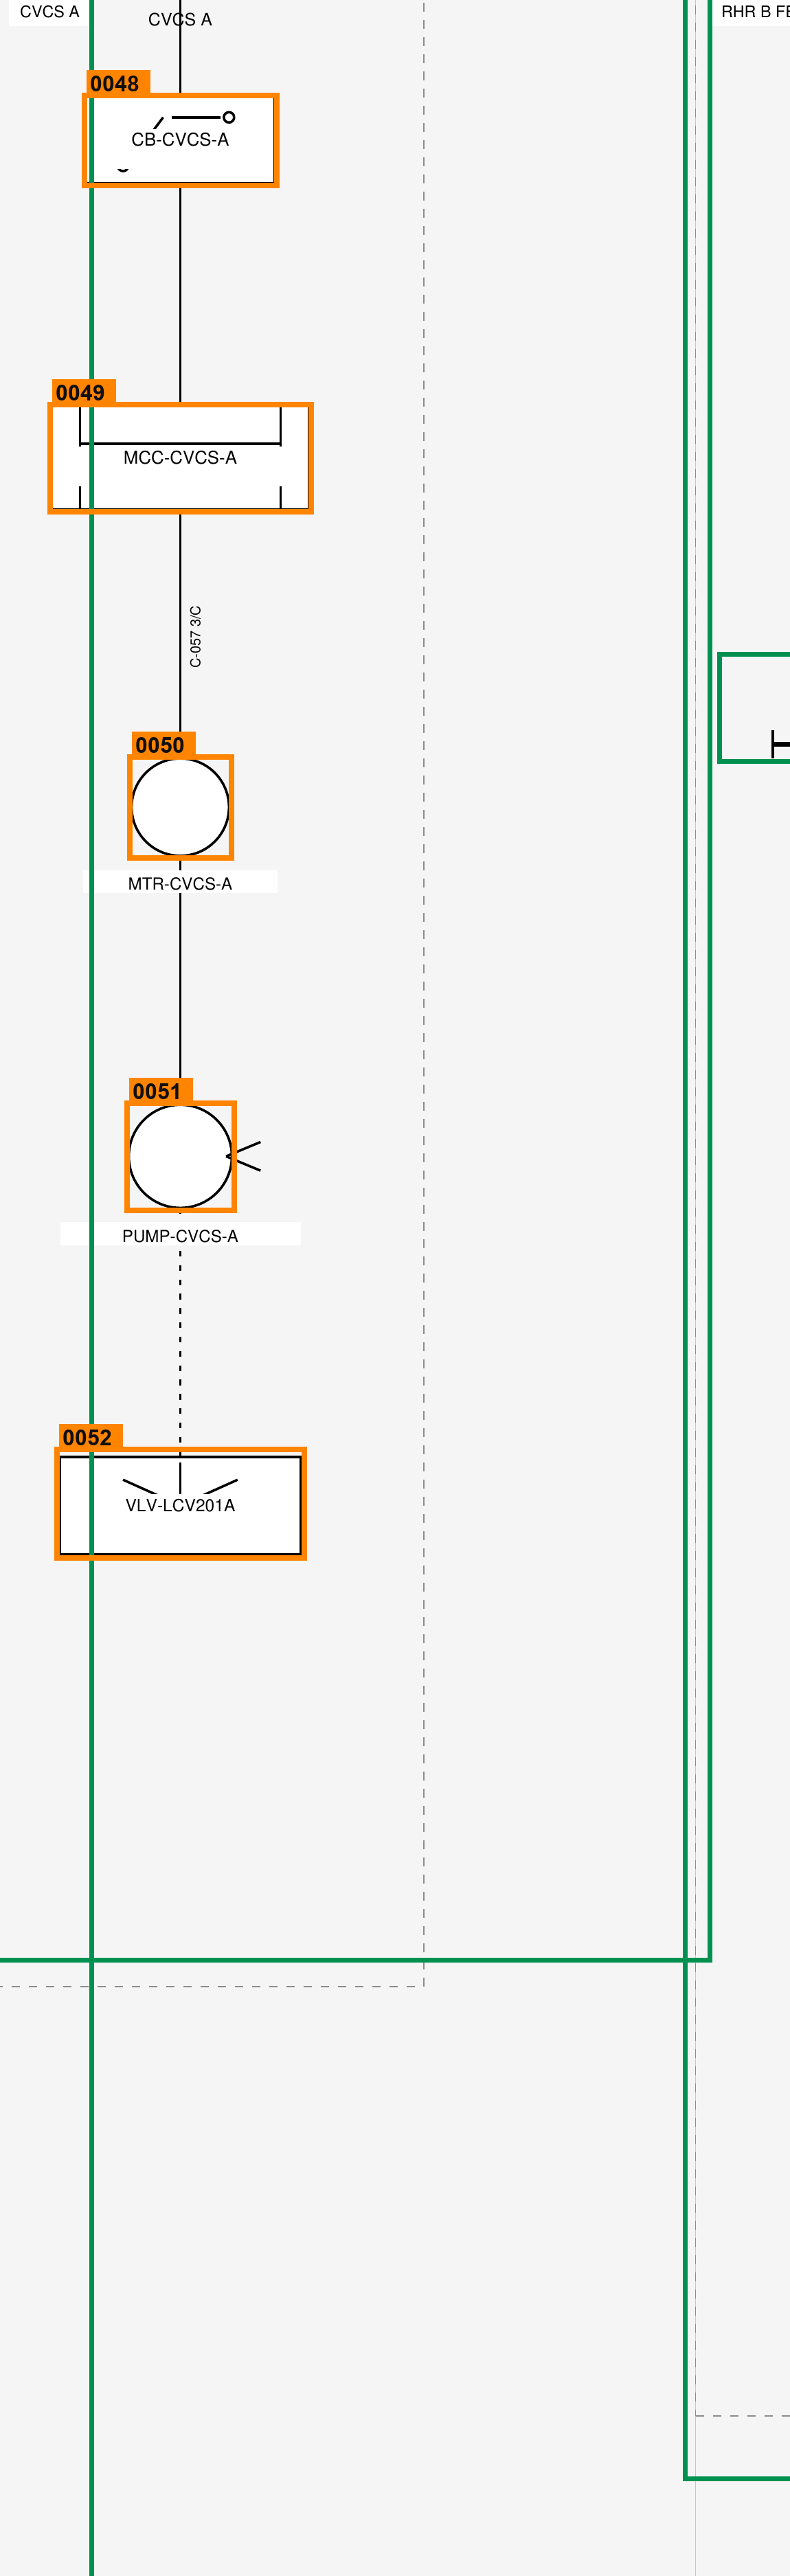 CVCS A
CVCS A
RHR B
0048
CB-CVCS-A
0049
MCC-CVCS-A
C-057 3/C
0050
MTR-CVCS-A
0051
PUMP-CVCS-A
0052
VLV-LCV201A